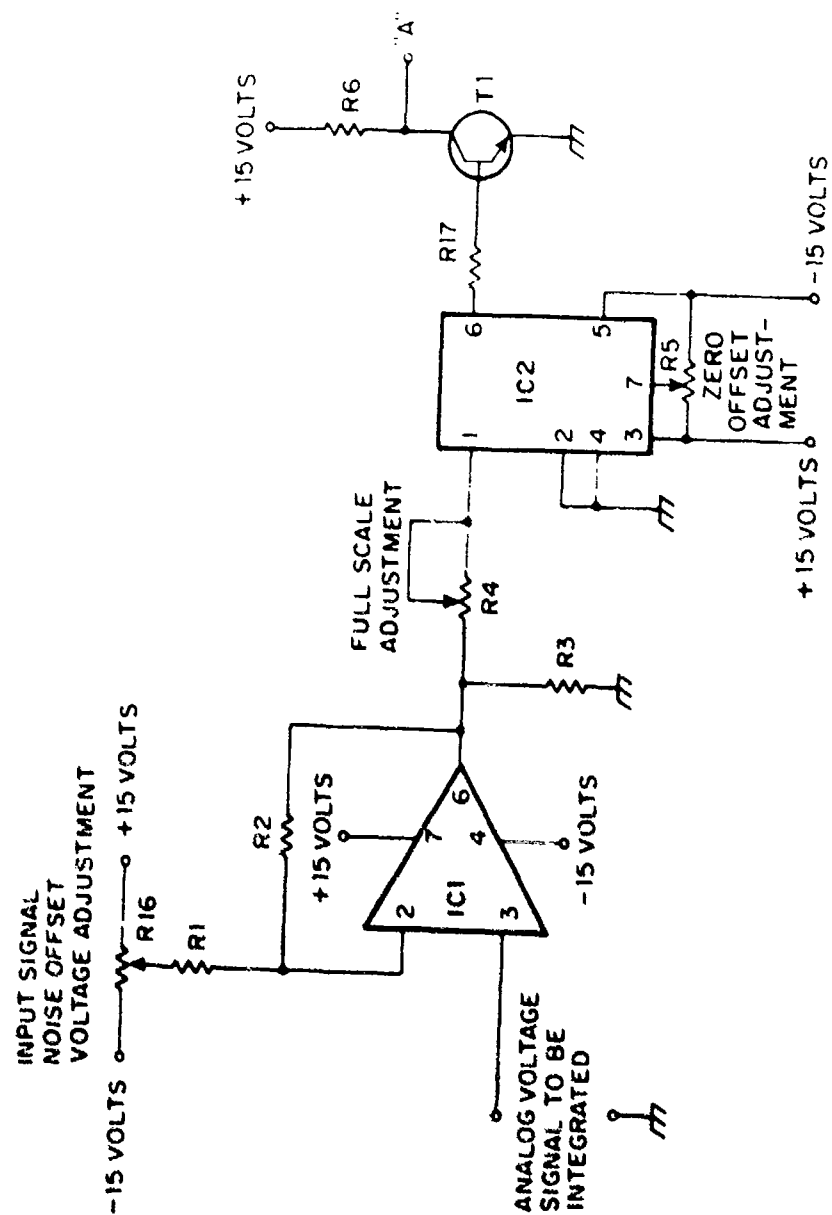 INPUT SIGNAL
NOISE OFFSET
VOLTAGE ADJUSTMENT
-15 VOLTS
+15 VOLTS
R16
R1
R2
+15 VOLTS
7
2
IC1
6
4
3
-15 VOLTS
ANALOG VOLTAGE
SIGNAL TO BE
INTEGRATED
R3
FULL SCALE
ADJUSTMENT
R4
1
6
IC2
2
4
3
7
5
R5
ZERO
OFFSET
ADJUST-
MENT
+15 VOLTS
-15 VOLTS
R17
+15 VOLTS
R6
"A"
T1